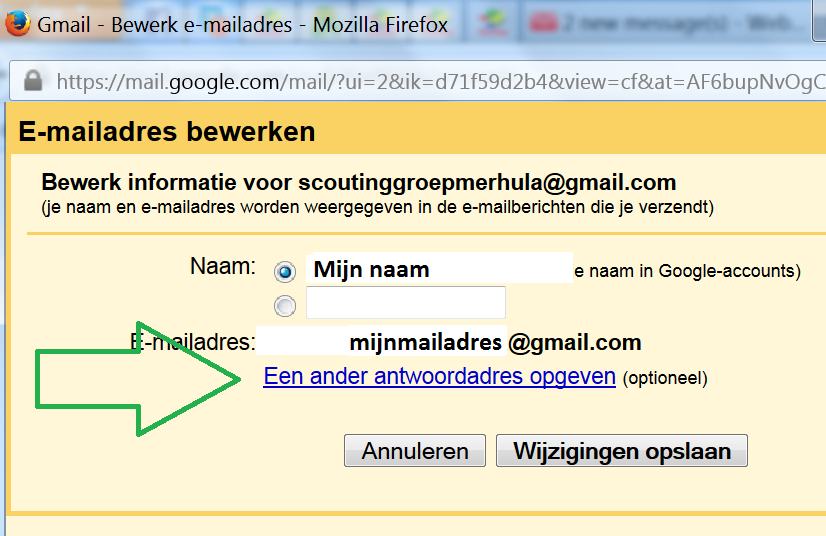 Gmail - Bewerk e-mailadres - Mozilla Firefox
2 new message(s) - Web...
https://mail.google.com/mail/?ui=2&ik=d71f59d2b4&view=cf&at=AF6bupNvOgC
E-mailadres bewerken
Bewerk informatie voor scoutinggroepmerhula@gmail.com
(je naam en e-mailadres worden weergegeven in de e-mailberichten die je verzendt)
Naam: Mijn naam e naam in Google-accounts)
E-mailadres: mijnmailadres @gmail.com
Een ander antwoordadres opgeven (optioneel)
Annuleren Wijzigingen opslaan